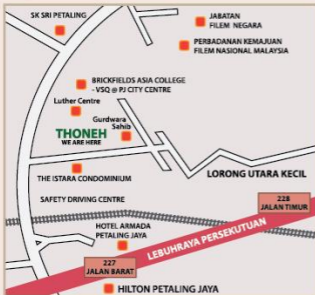 SK SRI PETALING
JABATAN
FILEM NEGARA
PERBADANAN KEMAJUAN
FILEM NASIONAL MALAYSIA
BRICKFIELDS ASIA COLLEGE
- VSQ @ PJ CITY CENTRE
Luther Centre
Gurdwara
Sahib
THONEH
WE ARE HERE
THE ISTARA CONDOMINIUM
LORONG UTARA KECIL
SAFETY DRIVING CENTRE
228
JALAN TIMUR
HOTEL ARMADA
PETALING JAYA
LEBUHRAYA PERSEKUTUAN
227
JALAN BARAT
HILTON PETALING JAYA